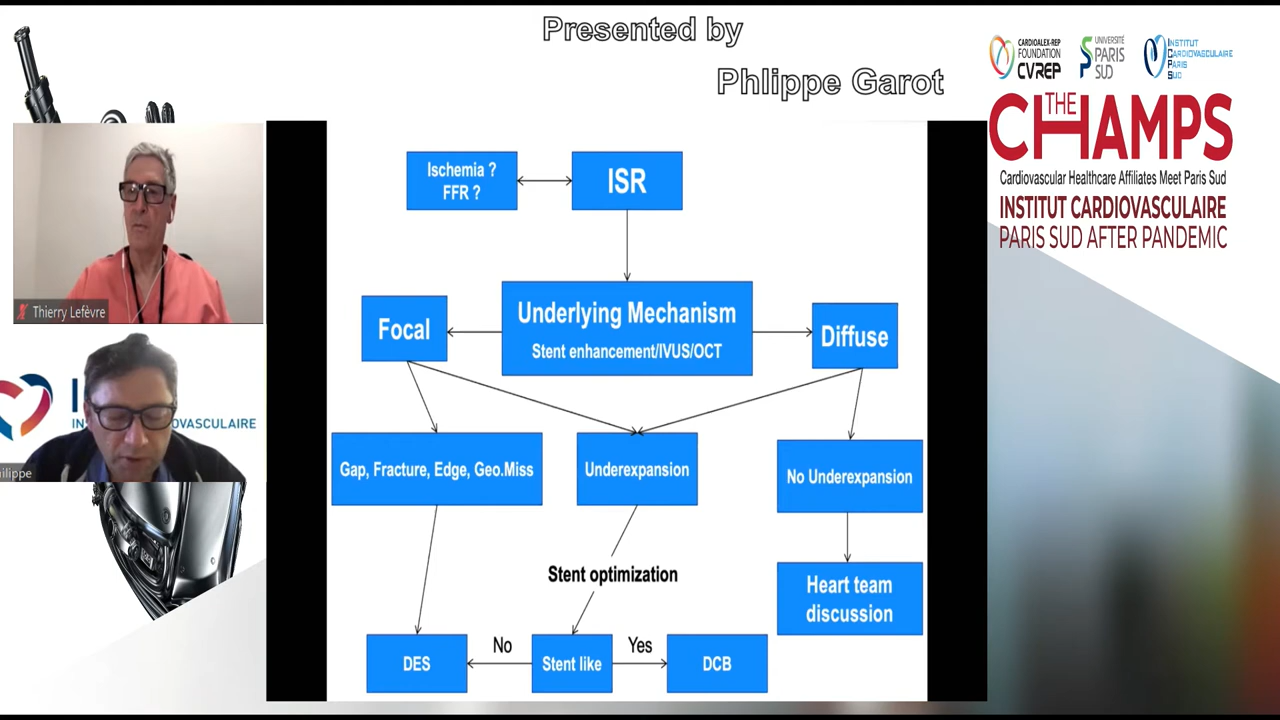 Presented by
Phlippe Garot
CARDIOALEX-REP
FOUNDATION
CVREP
UNIVERSITÉ
PARIS
SUD
INSTITUT
CARDIOVASCULAIRE
PARIS
SUD
THE
CHAMPS
Cardiovascular Healthcare Affiliates Meet Paris Sud
INSTITUT CARDIOVASCULAIRE
PARIS SUD AFTER PANDEMIC
Thierry Lefèvre
OVASCULAIRE
ilippe
Ischemia ?
FFR ?
ISR
Underlying Mechanism
Stent enhancement/IVUS/OCT
Focal
Diffuse
Gap, Fracture, Edge, Geo.Miss
Underexpansion
No Underexpansion
Stent optimization
Heart team
discussion
DES
No
Stent like
Yes
DCB